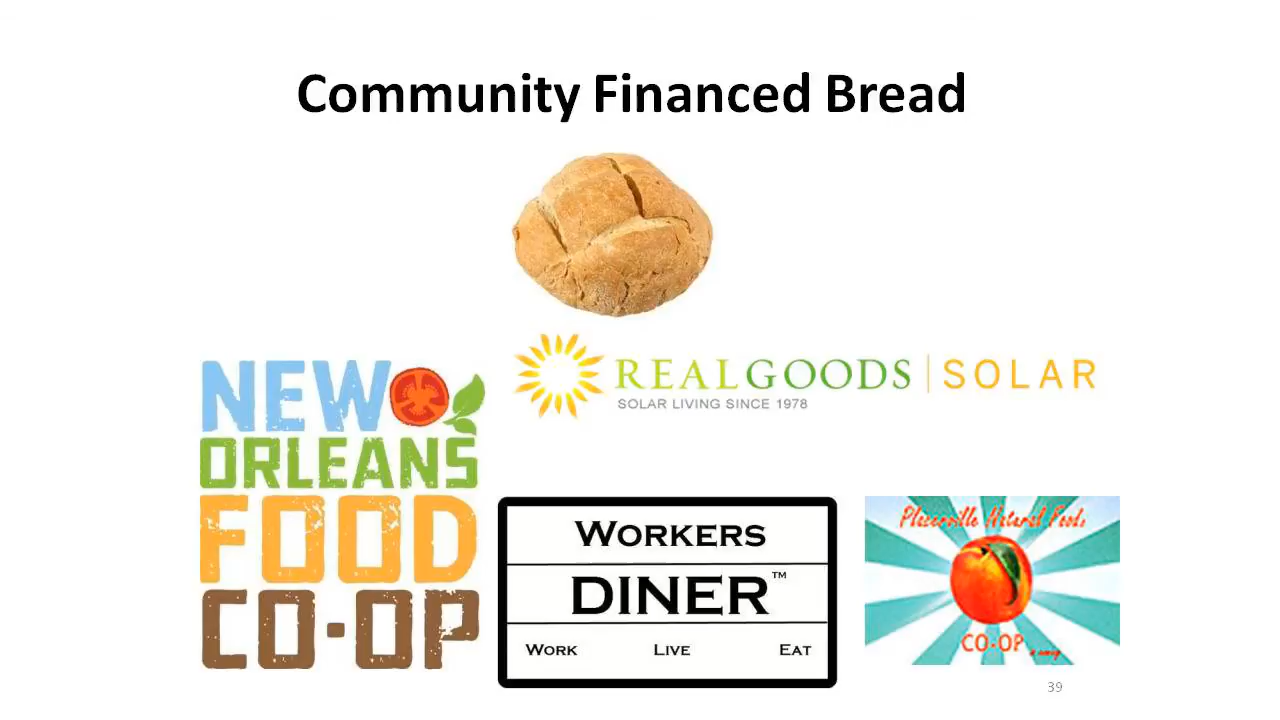 Community Financed Bread
REALGOODS | SOLAR
SOLAR LIVING SINCE 1978
NEW
ORLEANS
FOOD
CO-OP
WORKERS
DINER™
WORK LIVE EAT
Placerville Natural Foods
CO-OP
39